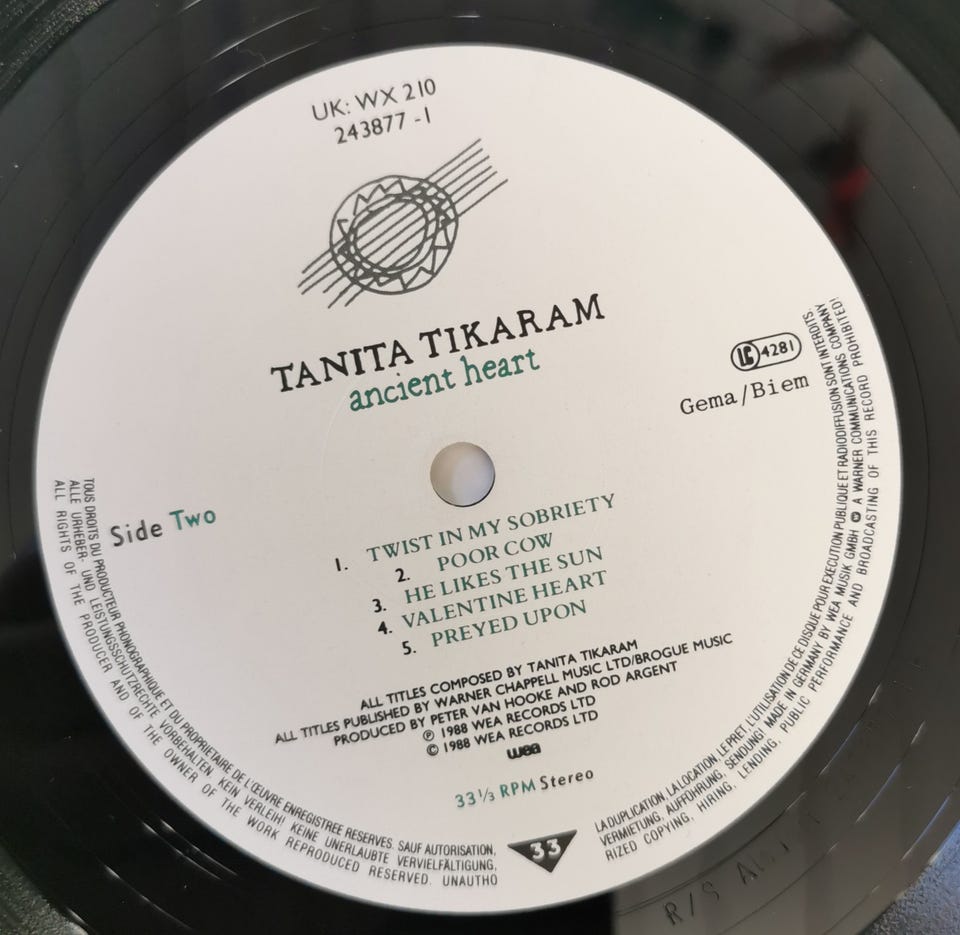 UK: WX 210
243877 -1
TANITA TIKARAM
ancient heart
LC 4281
Gema/Biem
Side Two
1. TWIST IN MY SOBRIETY
2. POOR COW
3. HE LIKES THE SUN
4. VALENTINE HEART
5. PREYED UPON
ALL TITLES COMPOSED BY TANITA TIKARAM
ALL TITLES PUBLISHED BY WARNER CHAPPELL MUSIC LTD/BROGUE MUSIC
PRODUCED BY PETER VAN HOOKE AND ROD ARGENT
℗ 1988 WEA RECORDS LTD
© 1988 WEA RECORDS LTD
wea
33⅓ RPM Stereo
33
TOUS DROITS DU PRODUCTEUR PHONOGRAPHIQUE ET DU PROPRIETAIRE DE L'ŒUVRE ENREGISTREE RESERVES. SAUF AUTORISATION, LA DUPLICATION, LA LOCATION, LE PRET, L'UTILISATION DE CE DISQUE POUR EXECUTION PUBLIQUE ET RADIODIFFUSION SONT INTERDITS.
ALLE URHEBER- UND LEISTUNGSSCHUTZRECHTE VORBEHALTEN. KEIN VERLEIH! KEINE UNERLAUBTE VERVIELFÄLTIGUNG, VERMIETUNG, AUFFÜHRUNG, SENDUNG! MADE IN GERMANY BY WEA MUSIK GMBH A WARNER COMMUNICATIONS COMPANY
ALL RIGHTS OF THE PRODUCER AND OF THE OWNER OF THE WORK REPRODUCED RESERVED. UNAUTHO RIZED COPYING, HIRING, LENDING, PUBLIC PERFORMANCE AND BROADCASTING OF THIS RECORD PROHIBITED!
R/S